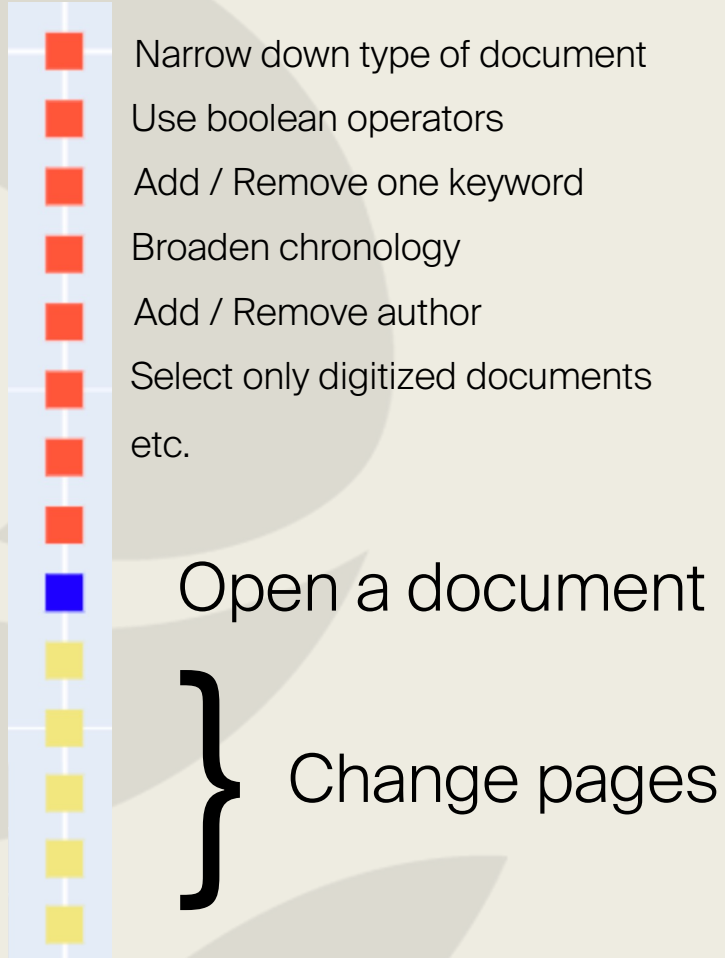 Narrow down type of document
Use boolean operators
Add / Remove one keyword
Broaden chronology
Add / Remove author
Select only digitized documents
etc.
Open a document
} Change pages